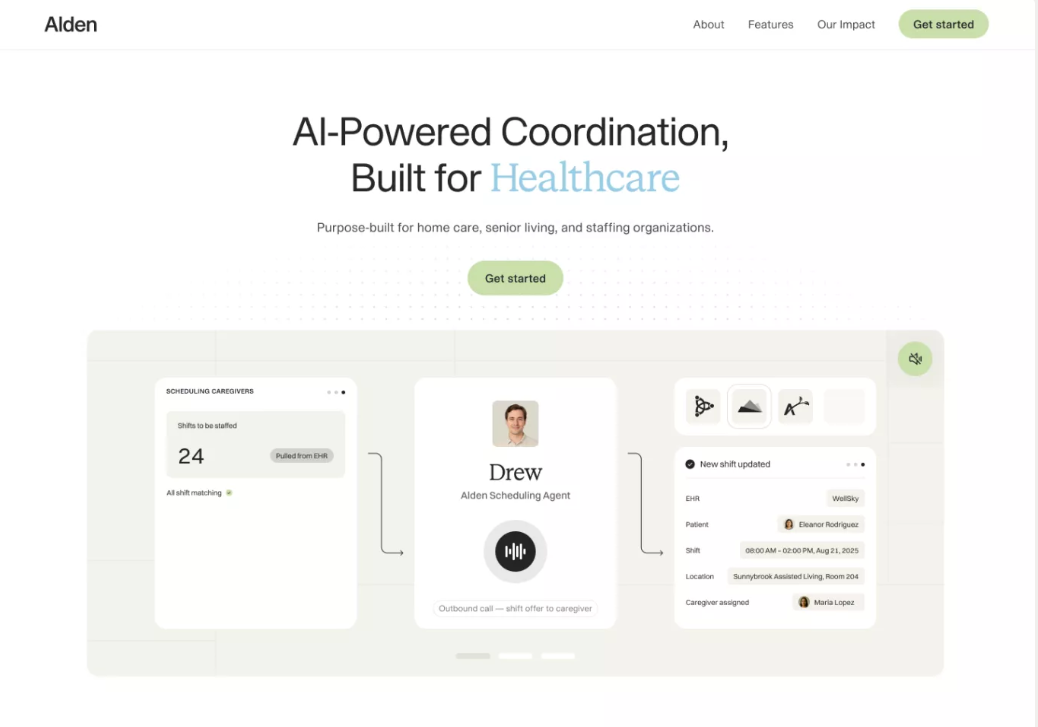 Alden
About Features Our Impact Get started
AI-Powered Coordination,
Built for Healthcare
Purpose-built for home care, senior living, and staffing organizations.
Get started
SCHEDULING CAREGIVERS
Shifts to be staffed
24 Pulled from EHR
All shift matching
Drew
Alden Scheduling Agent
Outbound call — shift offer to caregiver
New shift updated
EHR WellSky
Patient Eleanor Rodriguez
Shift 08:00 AM - 02:00 PM, Aug 21, 2025
Location Sunnybrook Assisted Living, Room 204
Caregiver assigned Maria Lopez